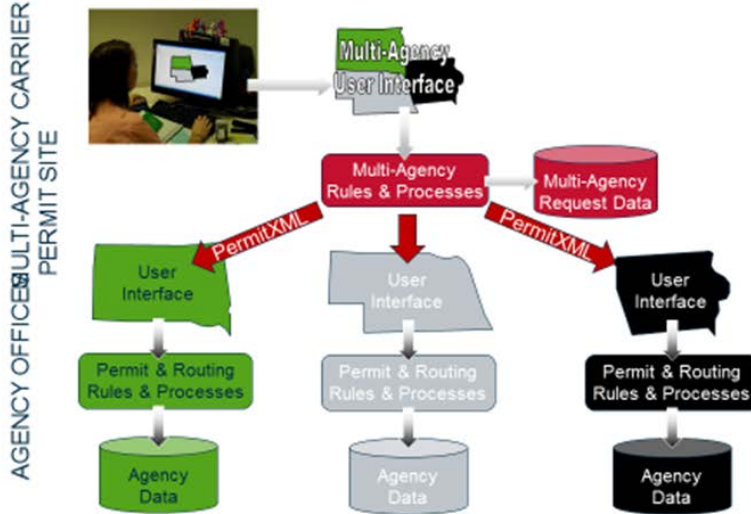 MULTI-AGENCY CARRIER
PERMIT SITE
Multi-Agency
User Interface
Multi-Agency
Rules & Processes
Multi-Agency
Request Data
PermitXML
PermitXML
AGENCY OFFICES
User
Interface
User
Interface
User
Interface
Permit & Routing
Rules & Processes
Permit & Routing
Rules & Processes
Permit & Routing
Rules & Processes
Agency
Data
Agency
Data
Agency
Data